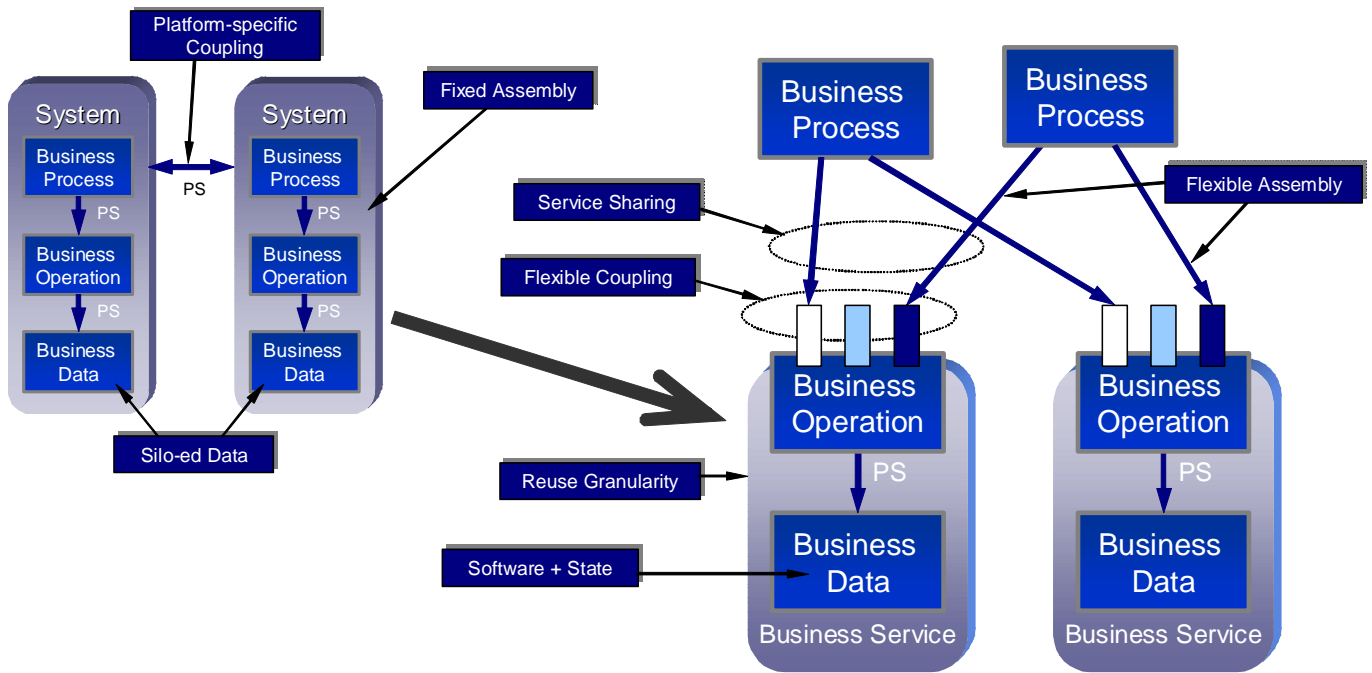 Platform-specific
Coupling
Fixed Assembly
System
Business
Process
PS
Business
Operation
PS
Business
Data
PS
System
Business
Process
PS
Business
Operation
PS
Business
Data
Silo-ed Data
Business
Process
Business
Process
Service Sharing
Flexible Coupling
Flexible Assembly
Reuse Granularity
Software + State
Business
Operation
PS
Business
Data
Business Service
Business
Operation
PS
Business
Data
Business Service